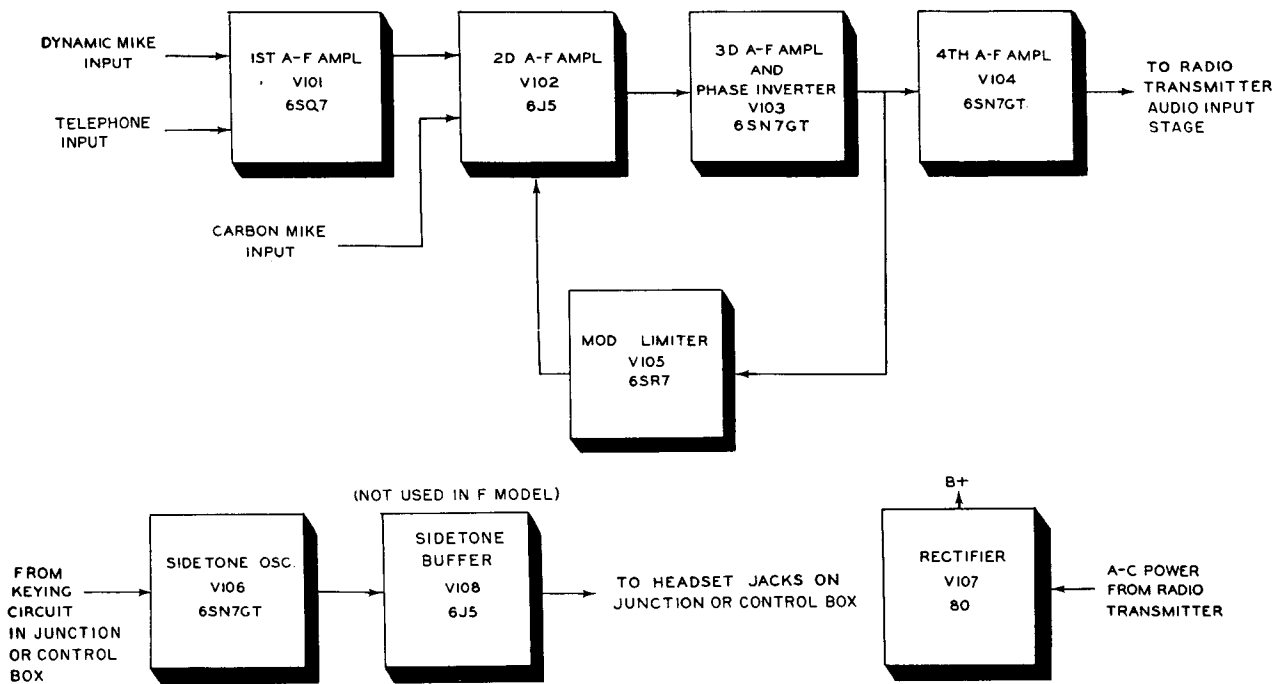 DYNAMIC MIKE
INPUT
TELEPHONE
INPUT
1ST A-F AMPL
V101
6SQ7
2D A-F AMPL
V102
6J5
3D A-F AMPL
AND
PHASE INVERTER
V103
6SN7GT
4TH A-F AMPL
V104
6SN7GT
TO RADIO
TRANSMITTER
AUDIO INPUT
STAGE
CARBON MIKE
INPUT
MOD LIMITER
V105
6SR7
(NOT USED IN F MODEL)
FROM
KEYING
CIRCUIT
IN JUNCTION
OR CONTROL
BOX
SIDETONE OSC.
V106
6SN7GT
SIDETONE
BUFFER
V108
6J5
TO HEADSET JACKS ON
JUNCTION OR CONTROL BOX
B+
RECTIFIER
V107
80
A-C POWER
FROM RADIO
TRANSMITTER